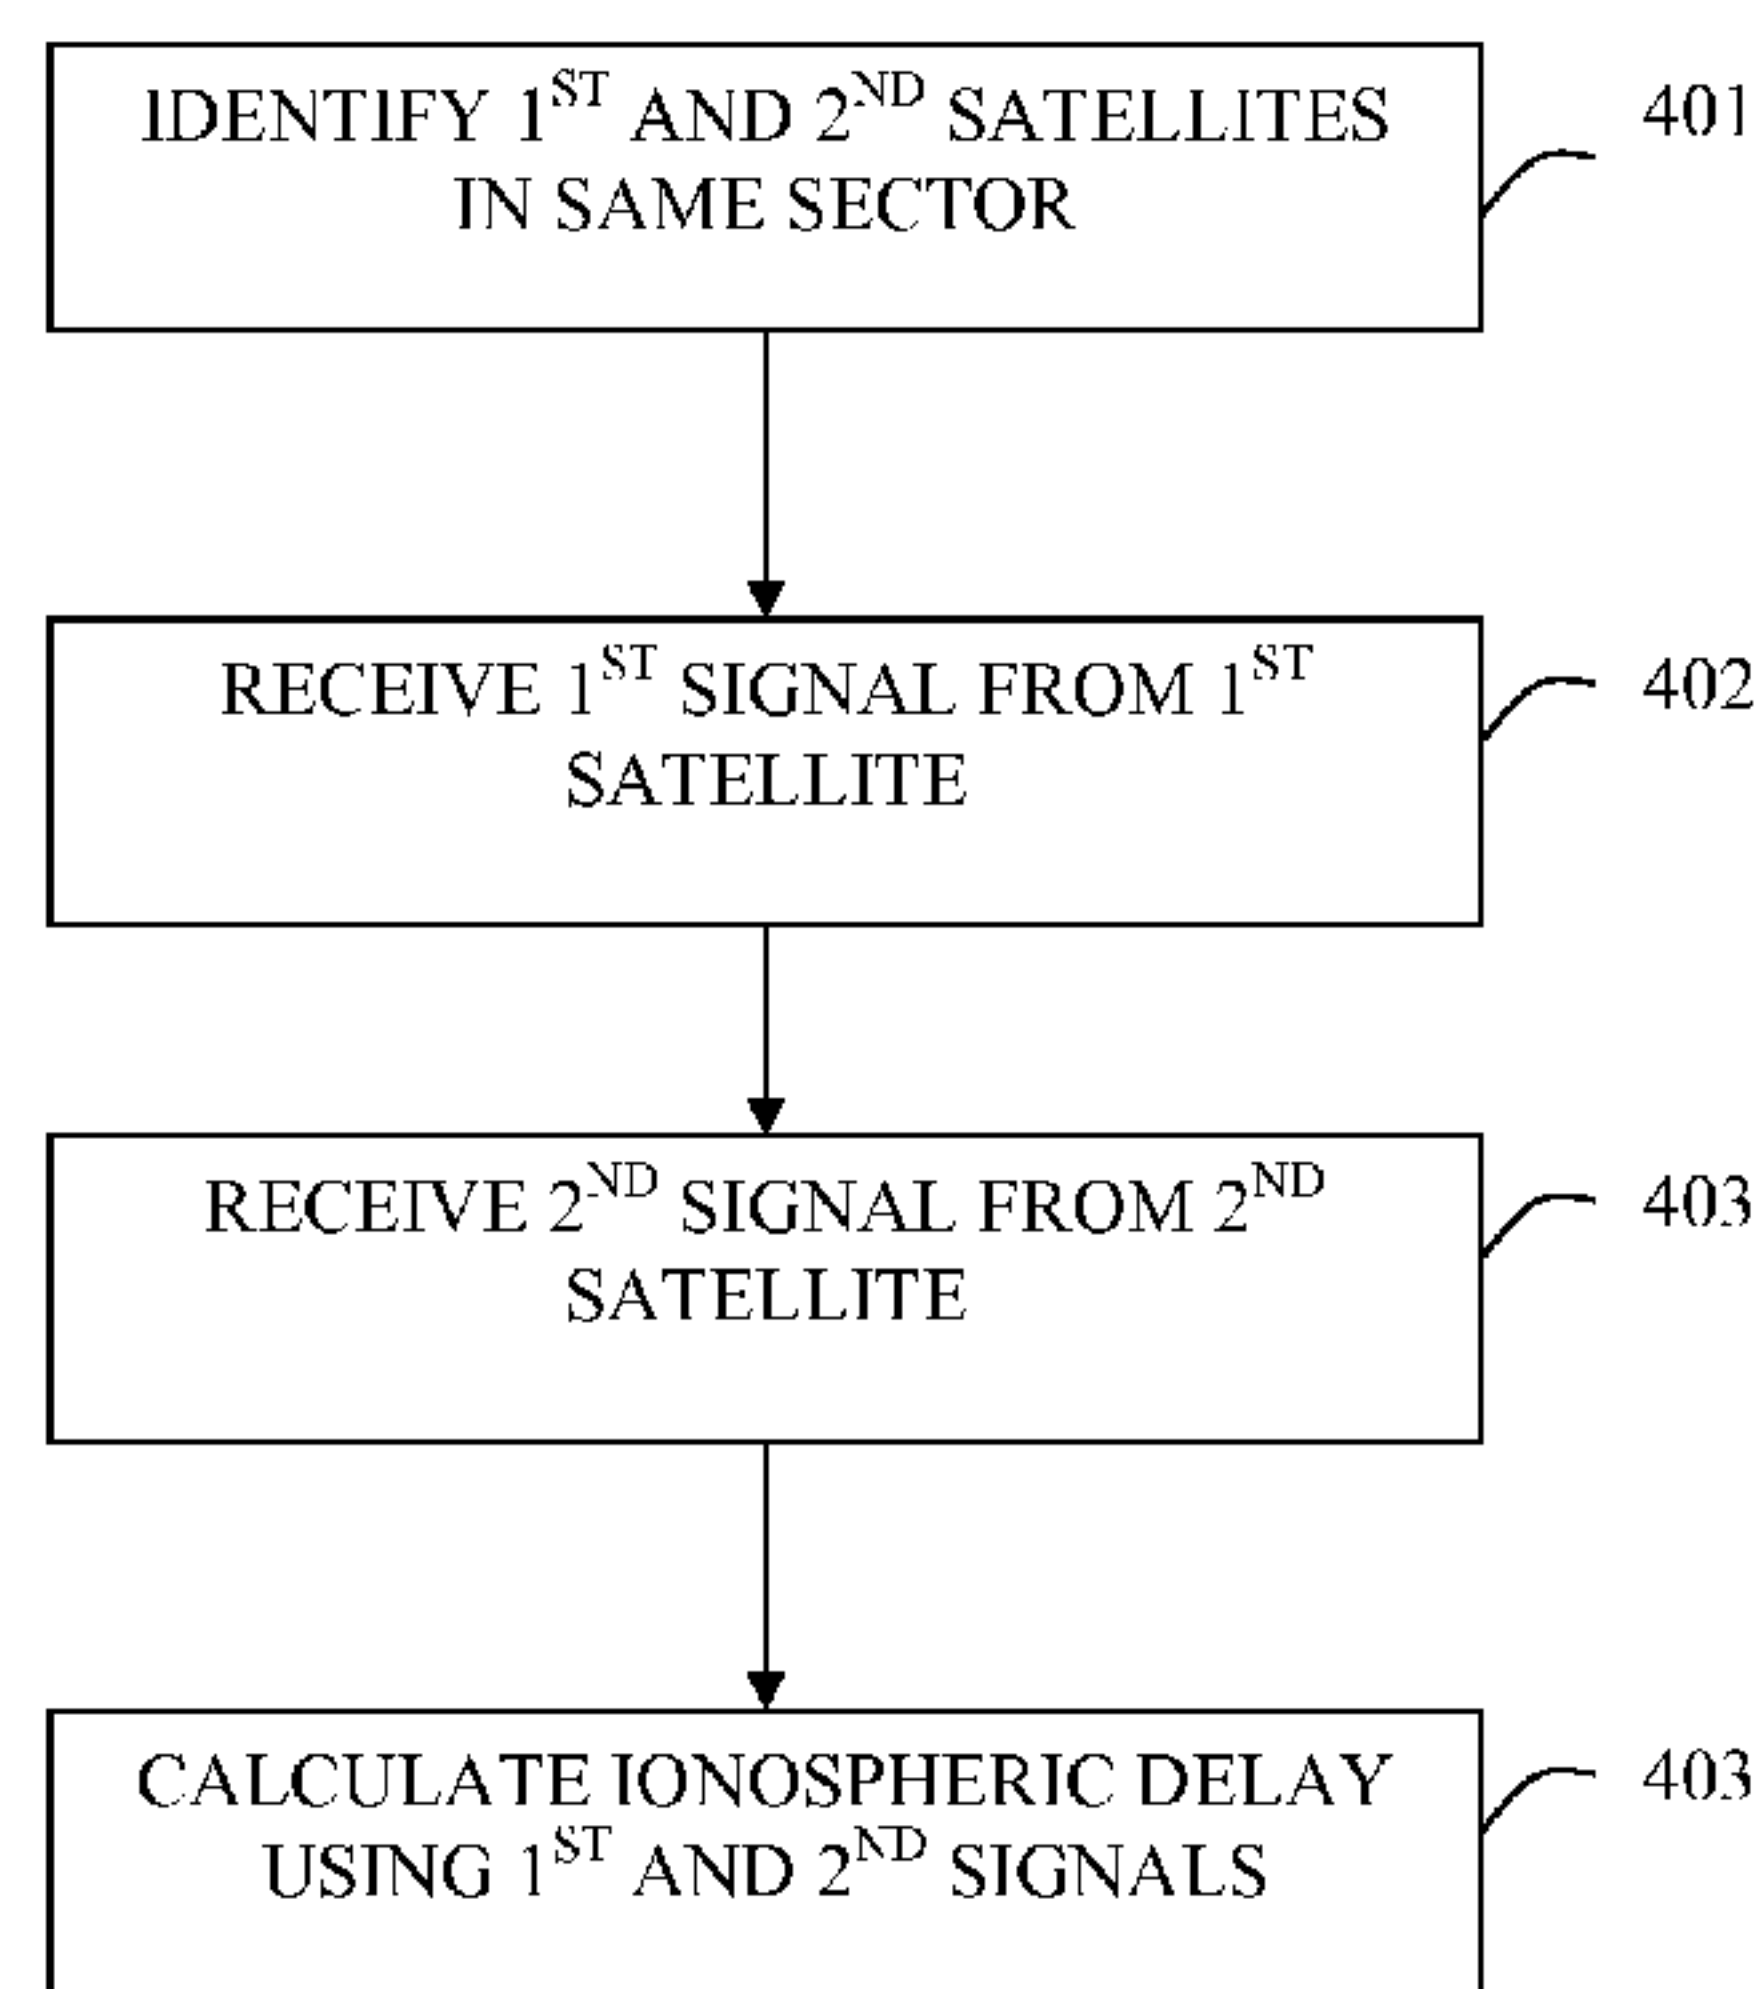 IDENTIFY 1ST AND 2ND SATELLITES
IN SAME SECTOR
401
RECEIVE 1ST SIGNAL FROM 1ST
SATELLITE
402
RECEIVE 2ND SIGNAL FROM 2ND
SATELLITE
403
CALCULATE IONOSPHERIC DELAY
USING 1ST AND 2ND SIGNALS
403